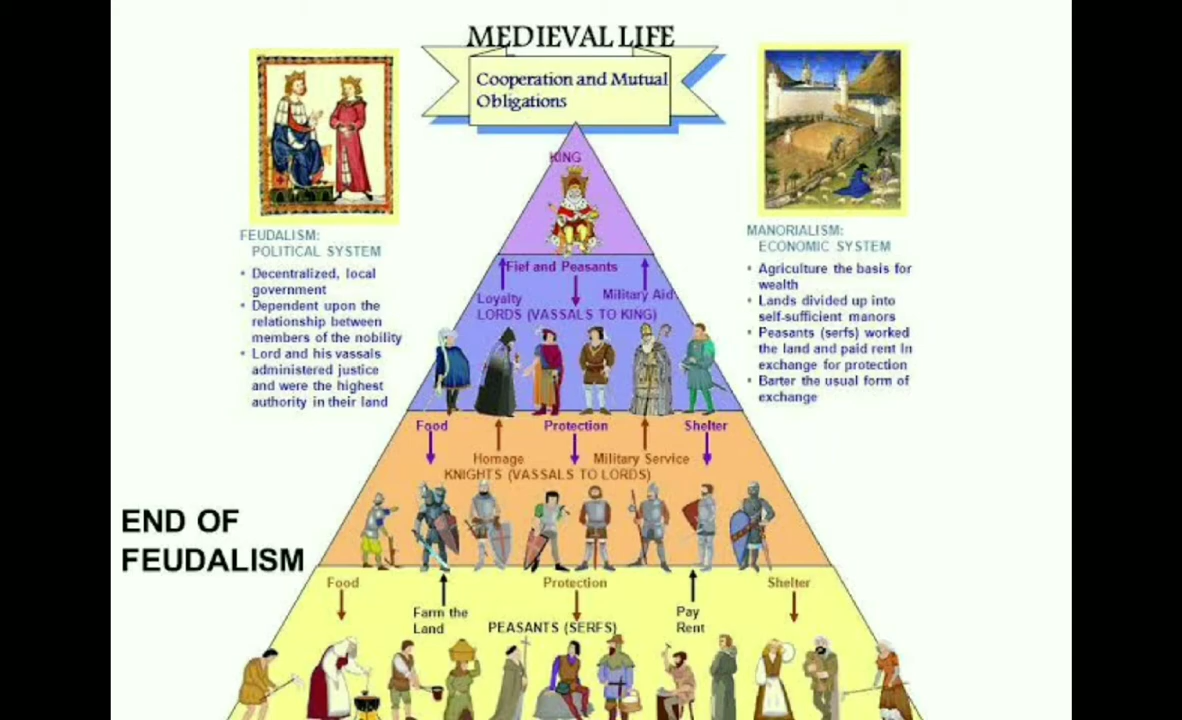 MEDIEVAL LIFE
Cooperation and Mutual
Obligations
FEUDALISM:
POLITICAL SYSTEM
• Decentralized, local
government
• Dependent upon the
relationship between
members of the nobility
• Lord and his vassals
administered justice
and were the highest
authority in their land
MANORIALISM:
ECONOMIC SYSTEM
• Agriculture the basis for
wealth
• Lands divided up into
self-sufficient manors
• Peasants (serfs) worked
the land and paid rent In
exchange for protection
• Barter the usual form of
exchange
KING
Fief and Peasants
Loyalty
Military Aid
LORDS (VASSALS TO KING)
Food
Protection
Shelter
Homage
Military Service
KNIGHTS (VASSALS TO LORDS)
END OF
FEUDALISM
Food
Protection
Shelter
Farm the
Land
Pay
Rent
PEASANTS (SERFS)